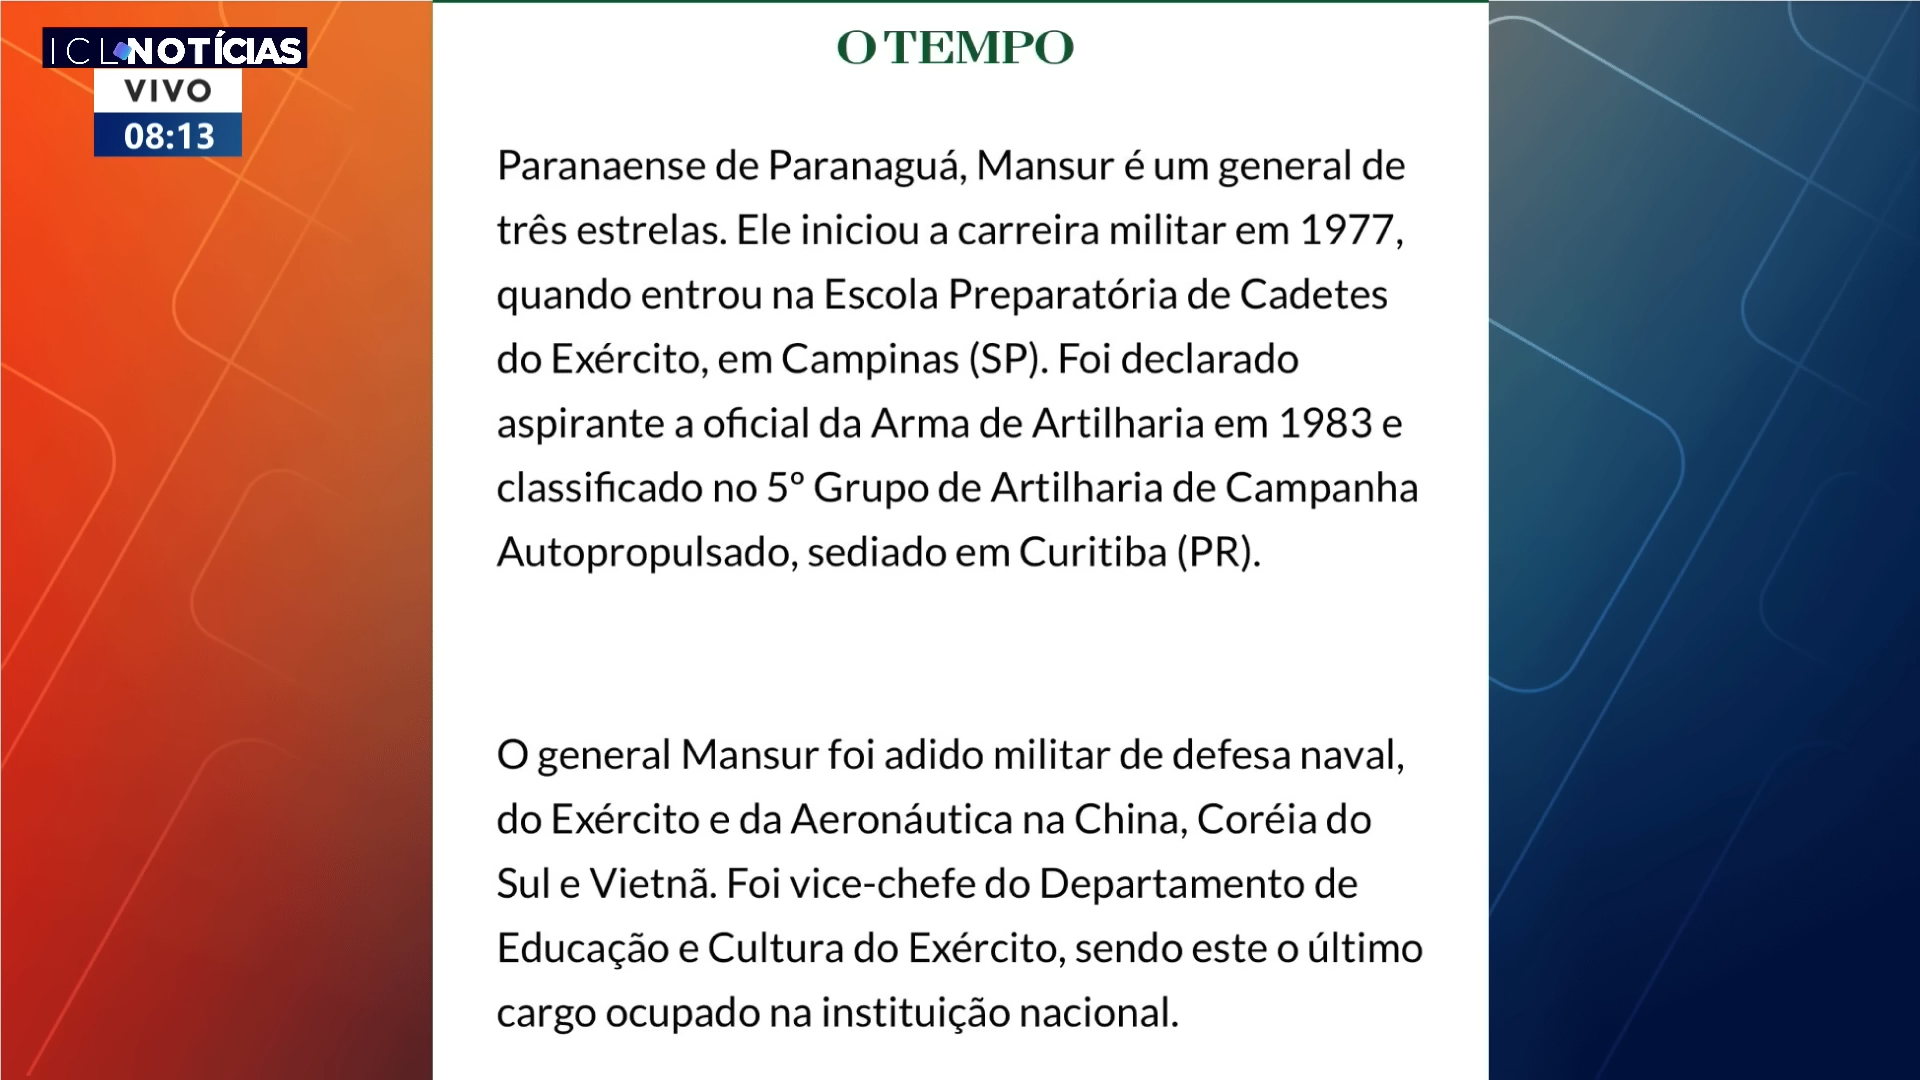 ICL NOTÍCIAS
VIVO
08:13
O TEMPO
Paranaense de Paranaguá, Mansur é um general de
três estrelas. Ele iniciou a carreira militar em 1977,
quando entrou na Escola Preparatória de Cadetes
do Exército, em Campinas (SP). Foi declarado
aspirante a oficial da Arma de Artilharia em 1983 e
classificado no 5º Grupo de Artilharia de Campanha
Autopropulsado, sediado em Curitiba (PR).
O general Mansur foi adido militar de defesa naval,
do Exército e da Aeronáutica na China, Coréia do
Sul e Vietnã. Foi vice-chefe do Departamento de
Educação e Cultura do Exército, sendo este o último
cargo ocupado na instituição nacional.